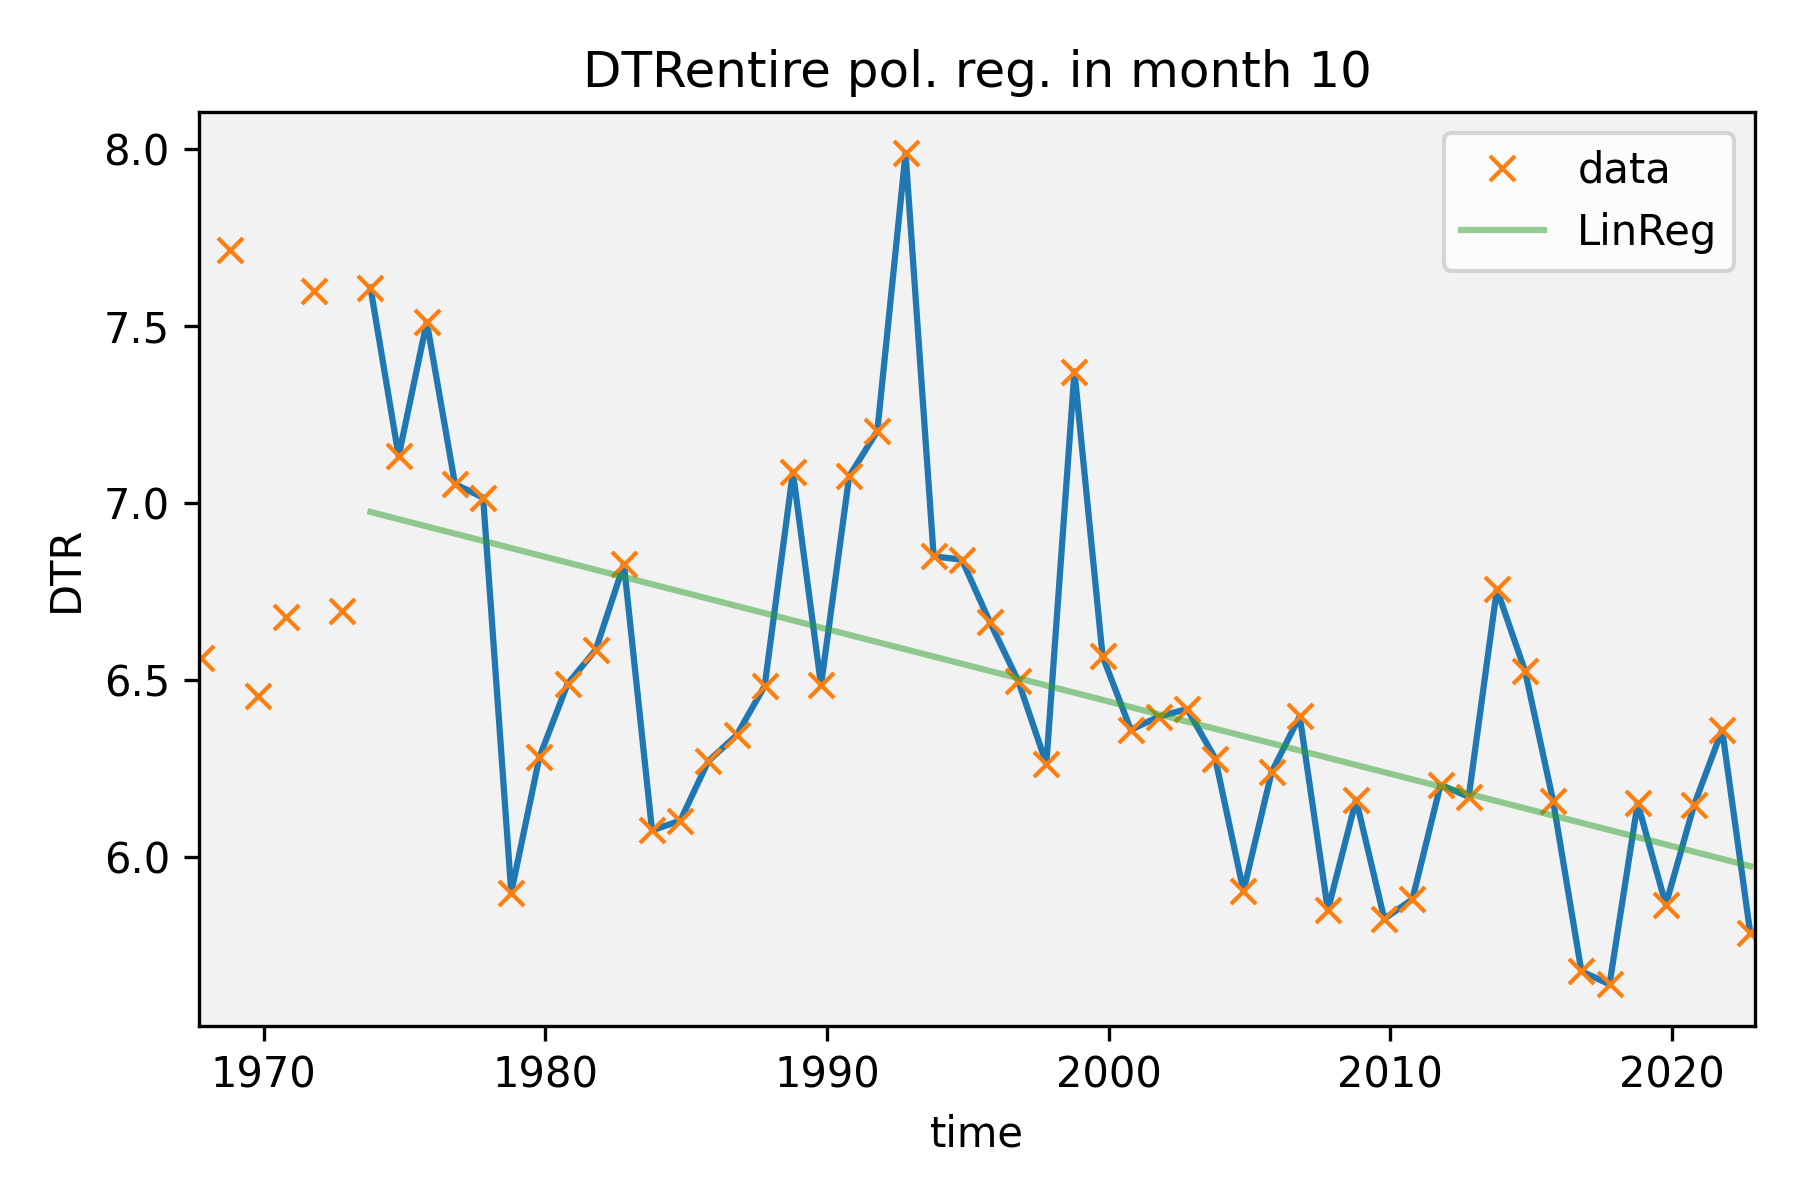 DTRentire pol. reg. in month 10
8.0
7.5
7.0
6.5
6.0
DTR
data
LinReg
1970 1980 1990 2000 2010 2020
time